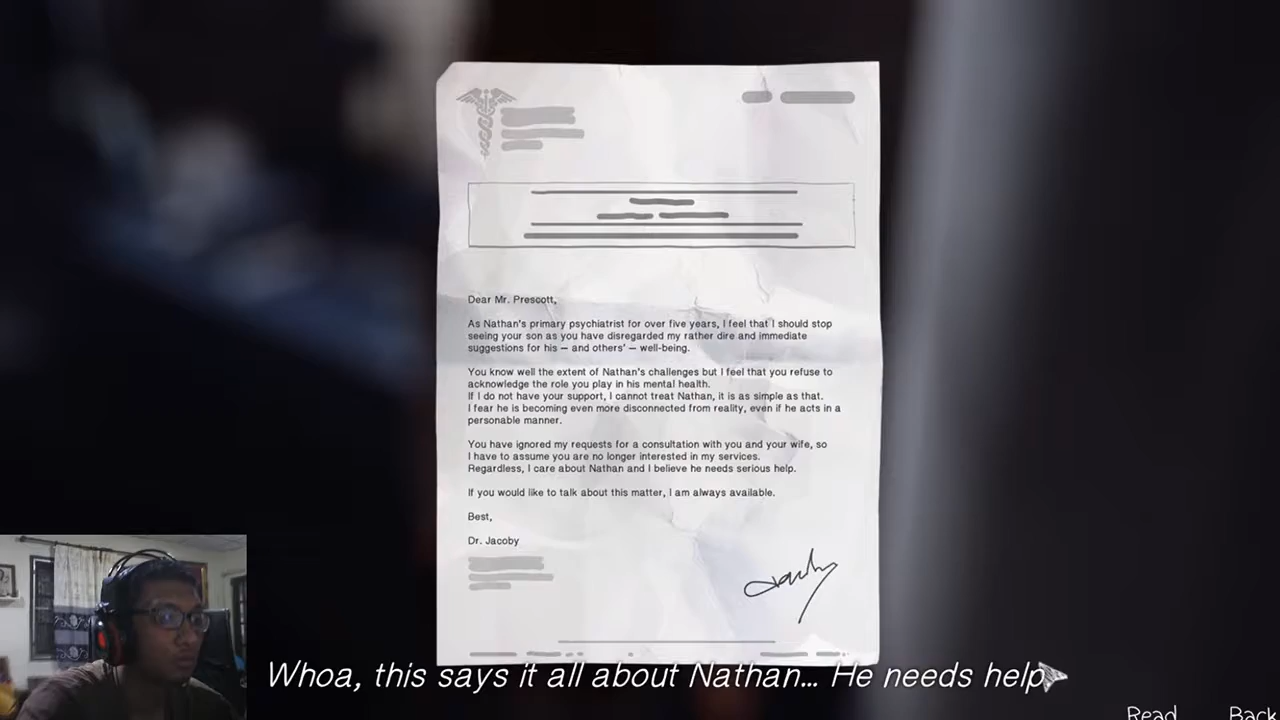 Dear Mr. Prescott,
As Nathan's primary psychiatrist for over five years, I feel that I should stop
seeing your son as you have disregarded my rather dire and immediate
suggestions for his — and others' — well-being.
You know well the extent of Nathan's challenges but I feel that you refuse to
acknowledge the role you play in his mental health.
If I do not have your support, I cannot treat Nathan, it is as simple as that.
I fear he is becoming even more disconnected from reality, even if he acts in a
personable manner.
You have ignored my requests for a consultation with you and your wife, so
I have to assume you are no longer interested in my services.
Regardless, I care about Nathan and I believe he needs serious help.
If you would like to talk about this matter, I am always available.
Best,
Dr. Jacoby
Whoa, this says it all about Nathan... He needs help
Read Back